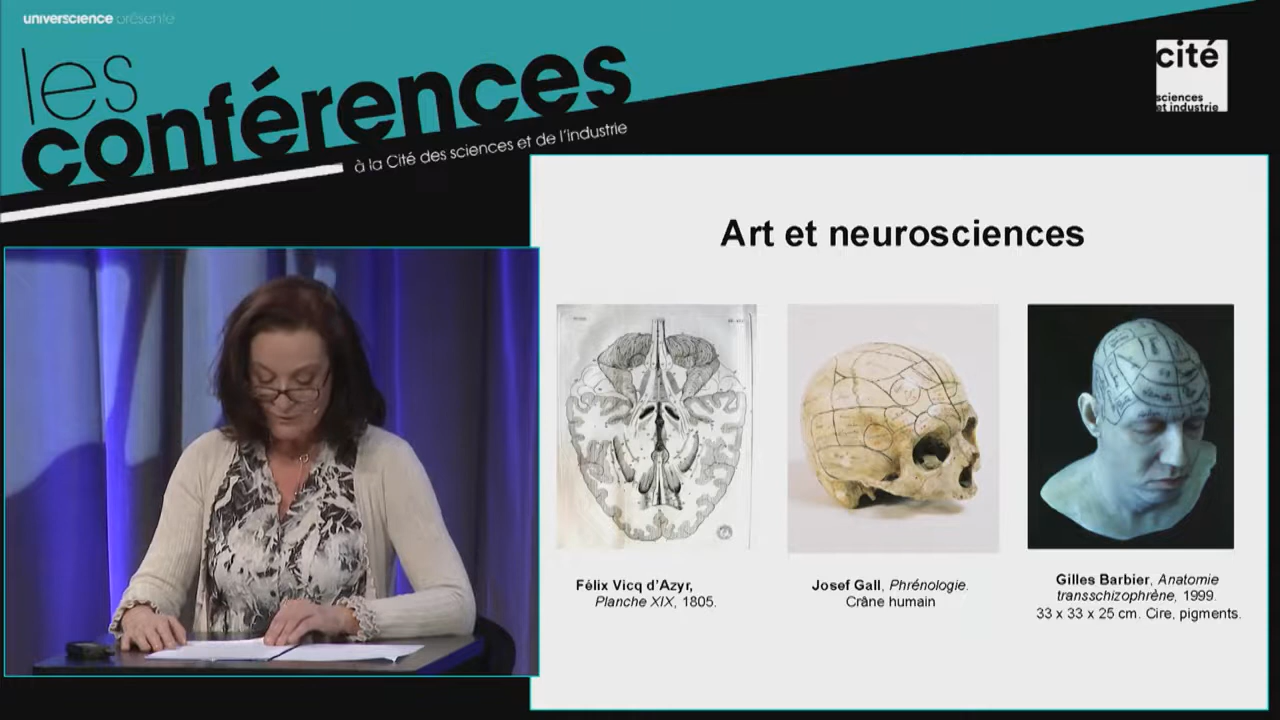 universcience présente
les
conférences
à la Cité des sciences et de l'industrie
cité
sciences
et industrie
Art et neurosciences
Félix Vicq d'Azyr,
Planche XIX, 1805.
Josef Gall, Phrénologie.
Crâne humain
Gilles Barbier, Anatomie
transschizophrène, 1999.
33 x 33 x 25 cm. Cire, pigments.